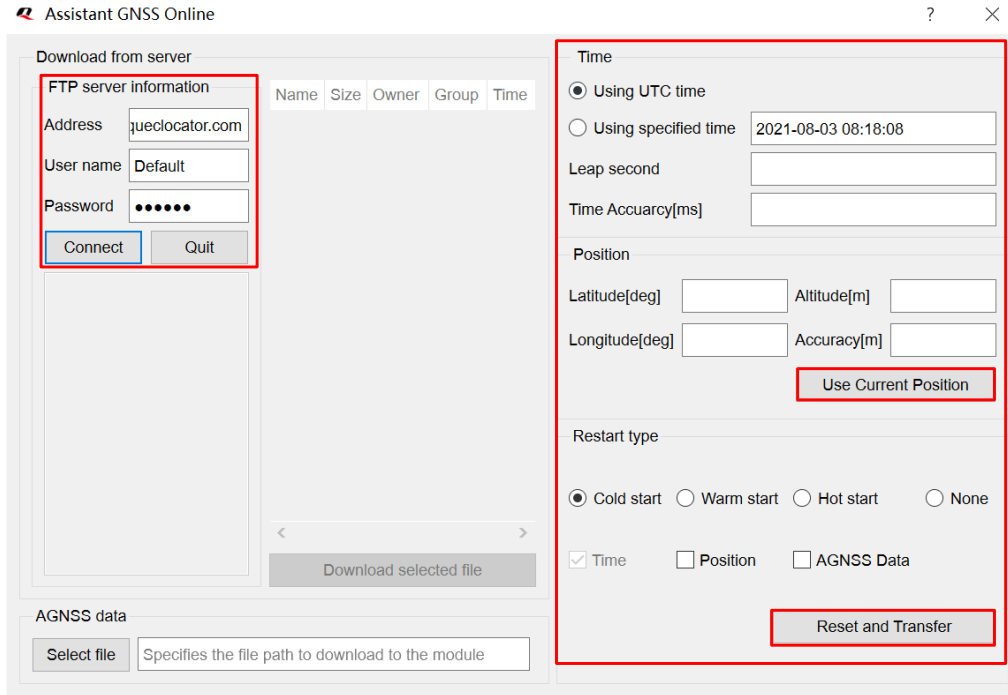 Assistant GNSS Online
Download from server
FTP server information
Address queclocator.com
User name Default
Password ●●●●●●
Connect Quit
Name Size Owner Group Time
Download selected file
AGNSS data
Select file Specifies the file path to download to the module
Time
Using UTC time
Using specified time 2021-08-03 08:18:08
Leap second
Time Accuarcy[ms]
Position
Latitude[deg] Altitude[m]
Longitude[deg] Accuracy[m]
Use Current Position
Restart type
Cold start Warm start Hot start None
Time Position AGNSS Data
Reset and Transfer